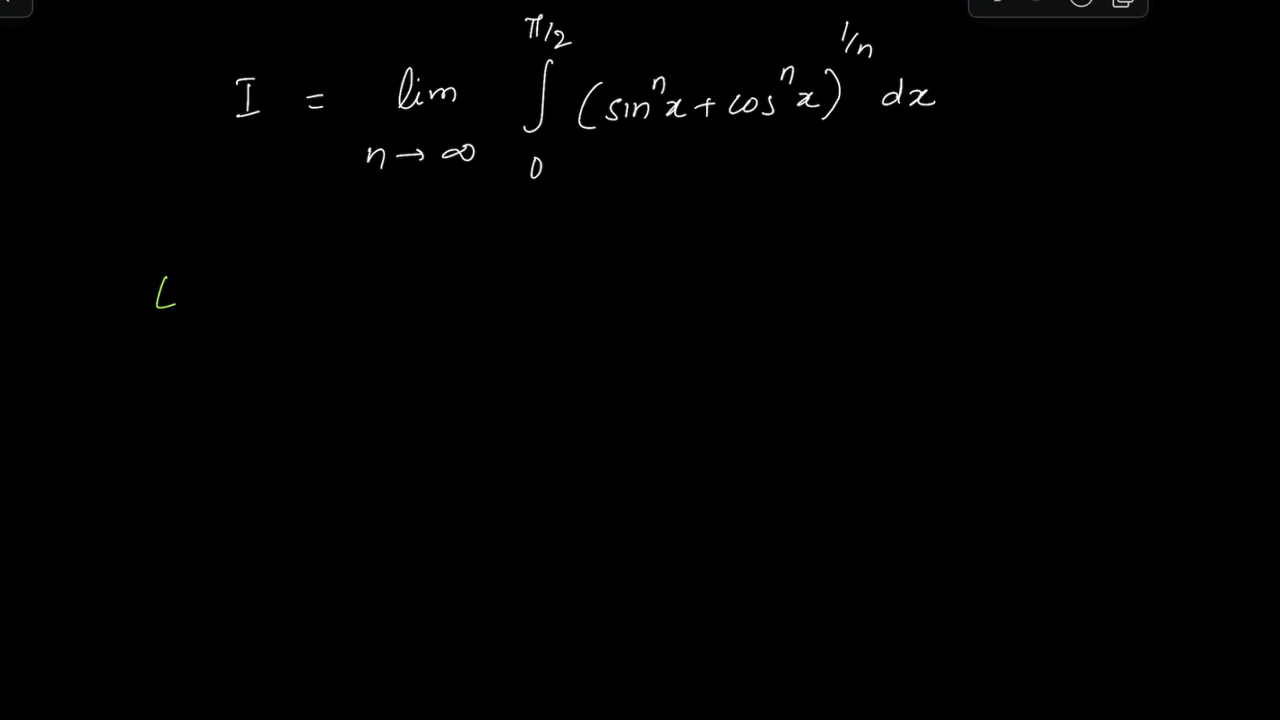 π/2 1/n
I = lim ∫ (sinⁿx + cosⁿx) dx
n → ∞ 0
L